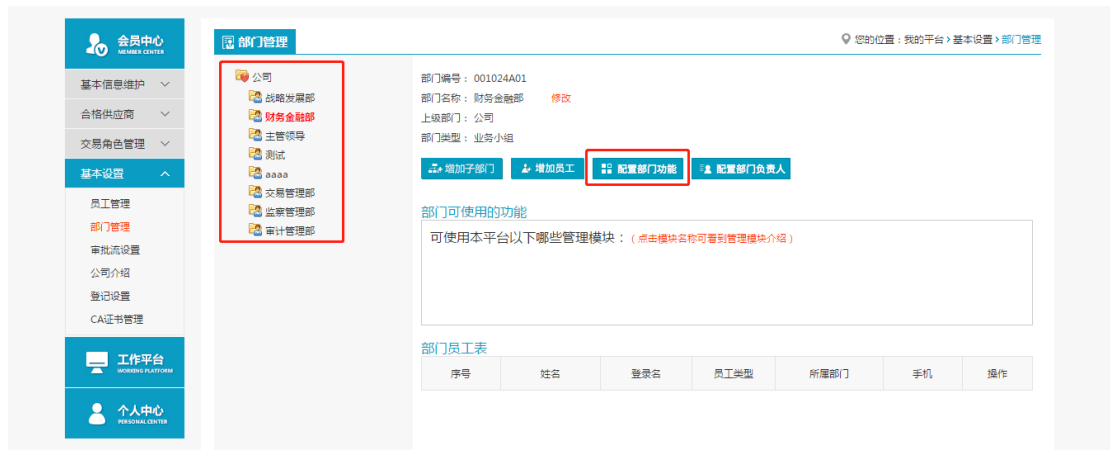 会员中心
MEMBER CENTER
基本信息维护
合格供应商
交易角色管理
基本设置
员工管理
部门管理
审批流设置
公司介绍
登记设置
CA证书管理
工作平台
WORKING PLATFORM
个人中心
PERSONAL CENTER
部门管理
您的位置：我的平台 > 基本设置 > 部门管理
公司
战略发展部
财务金融部
主管领导
测试
aaaa
交易管理部
监察管理部
审计管理部
部门编号： 001024A01
部门名称： 财务金融部 修改
上级部门： 公司
部门类型： 业务小组
增加子部门 增加员工 配置部门功能 配置部门负责人
部门可使用的功能
可使用本平台以下哪些管理模块：（点击模块名称可看到管理模块介绍）
部门员工表
序号 姓名 登录名 员工类型 所属部门 手机 操作